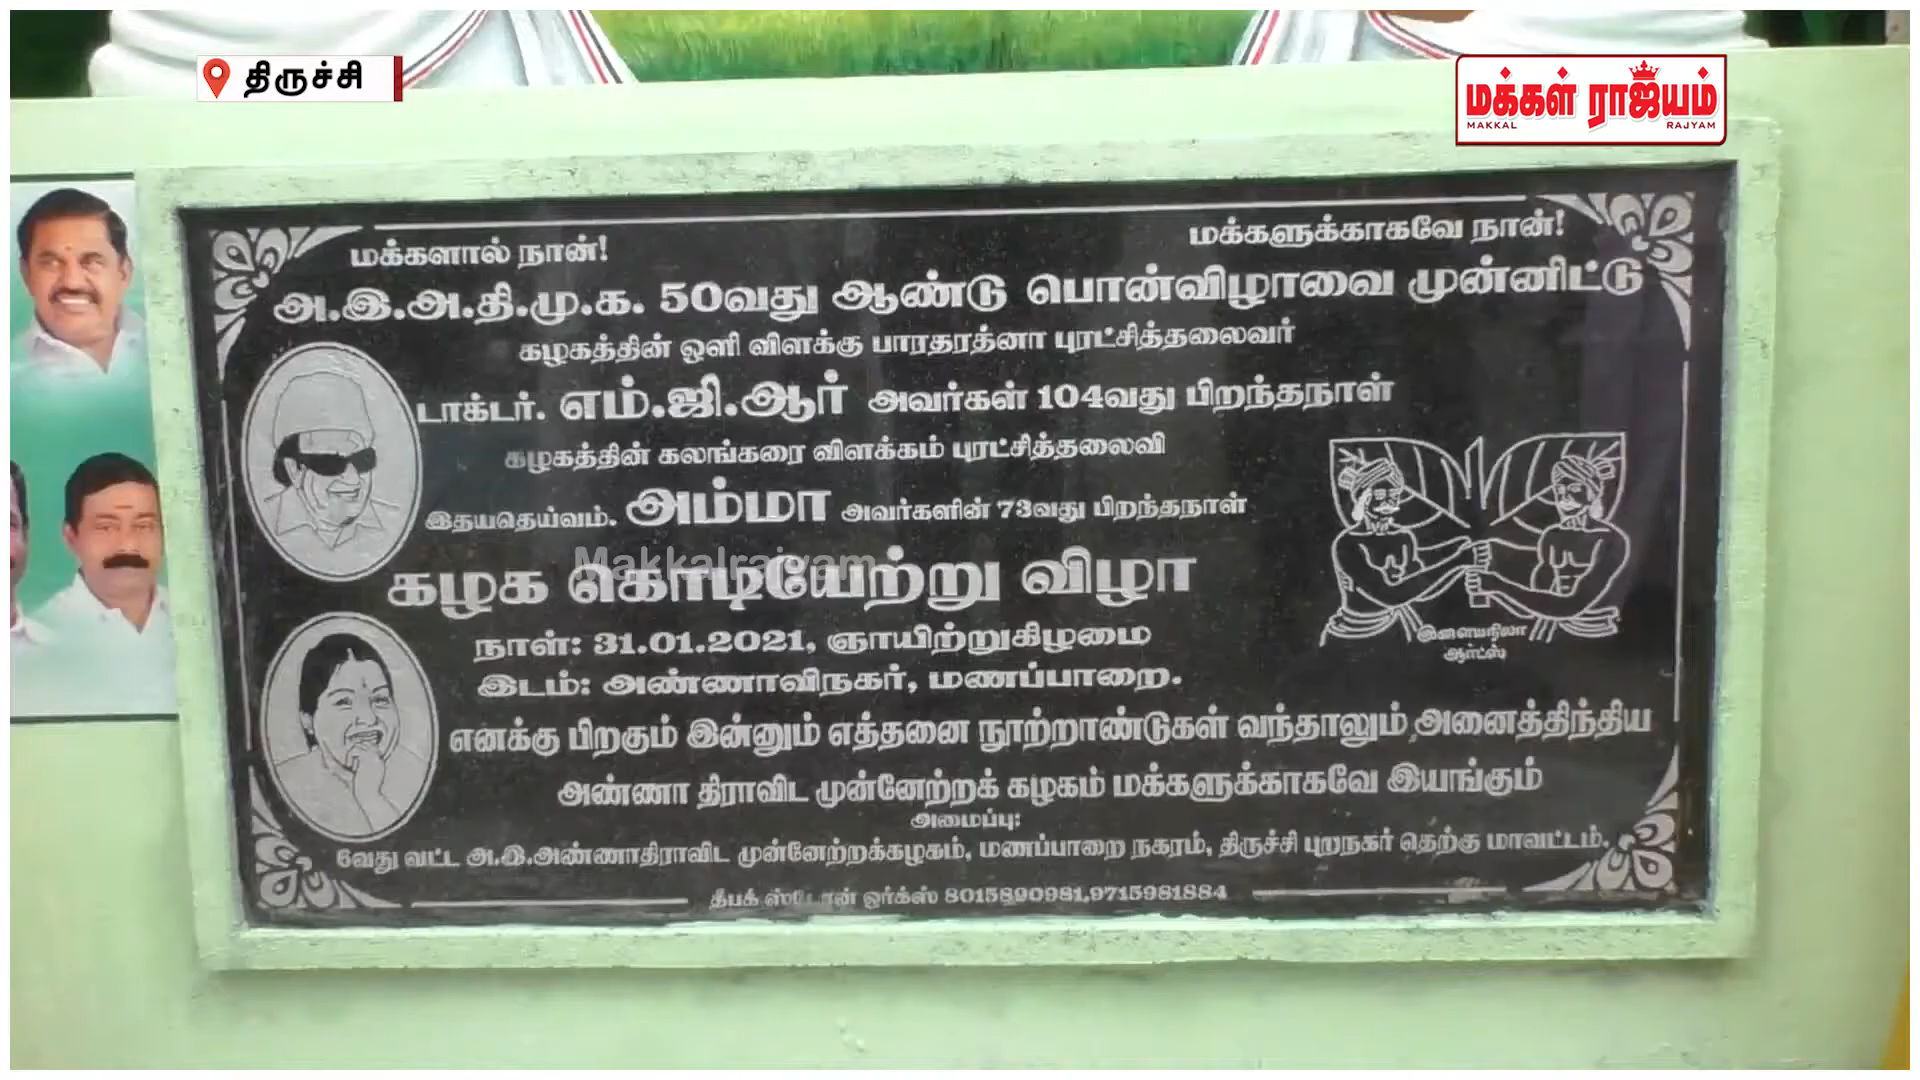 திருச்சி
மக்கள் ராஜ்யம்
MAKKAL RAJYAM
மக்களால் நான்!
மக்களுக்காகவே நான்!
அ.இ.அ.தி.மு.க. 50வது ஆண்டு பொன்விழாவை முன்னிட்டு
கழகத்தின் ஒளி விளக்கு பாரதரத்னா புரட்சித்தலைவர்
டாக்டர். எம்.ஜி.ஆர் அவர்கள் 104வது பிறந்தநாள்
கழகத்தின் கலங்கரை விளக்கம் புரட்சித்தலைவி
இதயதெய்வம். அம்மா அவர்களின் 73வது பிறந்தநாள்
Makkalrajyam
கழக கொடியேற்று விழா
நாள்: 31.01.2021, ஞாயிற்றுகிழமை
இடம்: அண்ணாவிநகர், மணப்பாறை.
இளையநிலா
ஆர்ட்ஸ்
எனக்கு பிறகும் இன்னும் எத்தனை நூற்றாண்டுகள் வந்தாலும் அனைத்திந்திய
அண்ணா திராவிட முன்னேற்றக் கழகம் மக்களுக்காகவே இயங்கும்
அமைப்பு:
6வது வட்ட அ.இ.அண்ணாதிராவிட முன்னேற்றக்கழகம், மணப்பாறை நகரம், திருச்சி புறநகர் தெற்கு மாவட்டம்.
தீபக் ஸ்டோன் ஒர்க்ஸ் 8015890981,9715981884